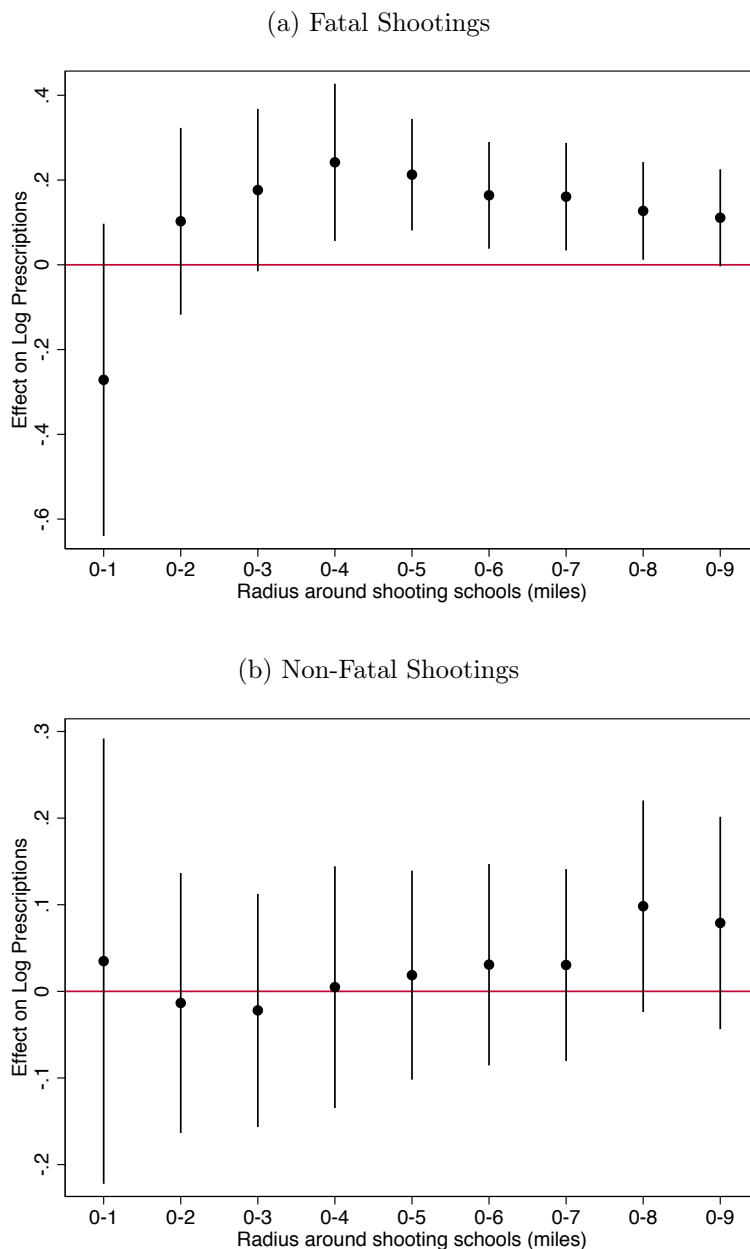 (a) Fatal Shootings
.4
.2
0
-.2
-.4
-.6
Effect on Log Prescriptions
0-1 0-2 0-3 0-4 0-5 0-6 0-7 0-8 0-9
Radius around shooting schools (miles)
(b) Non-Fatal Shootings
.3
.2
.1
0
-.1
-.2
Effect on Log Prescriptions
0-1 0-2 0-3 0-4 0-5 0-6 0-7 0-8 0-9
Radius around shooting schools (miles)